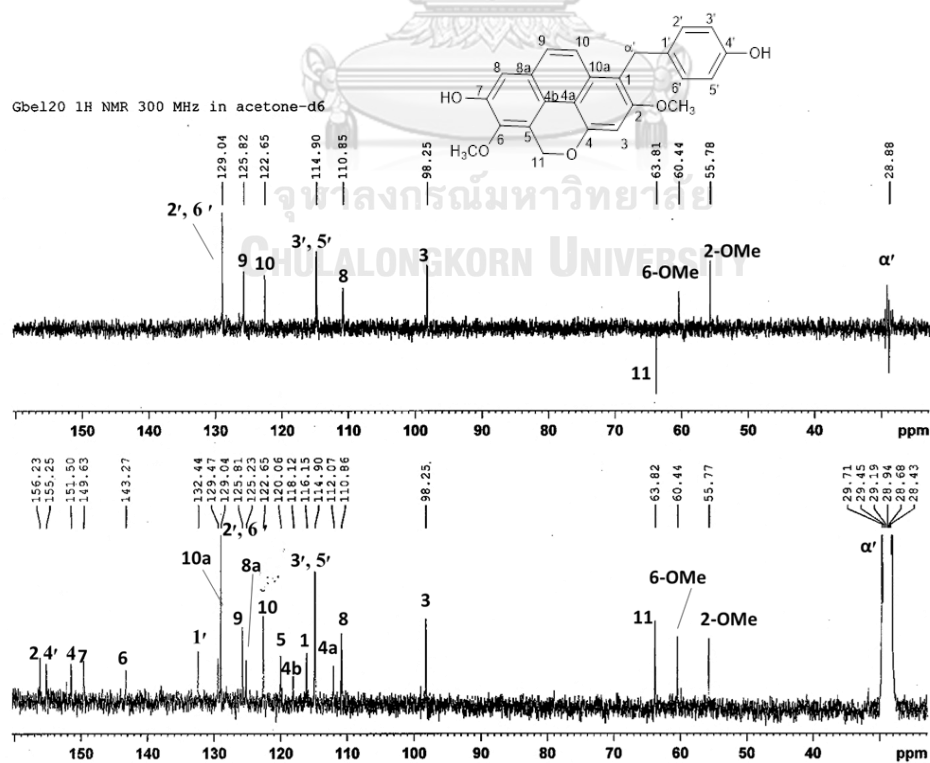 2' 3'
9 10 α' 1' 4' OH
8 8a 10a 1 6' 5'
HO 7 4b 4a 2 OCH₃
6 5 4 3
H₃CO 11 O
Gbel20 1H NMR 300 MHz in acetone-d6
129.04 125.82 122.65 114.90 110.85 98.25 63.81 60.44 55.78 28.88
จุฬาลงกรณ์มหาวิทยาลัย
CHULALONGKORN UNIVERSITY
2', 6' 9 10 3', 5' 8 3 11 6-OMe 2-OMe α'
150 140 130 120 110 100 90 80 70 60 50 40 ppm
156.23 155.25 151.50 149.63 143.27 132.44 129.47 129.04 125.81 125.23 122.65 120.06 118.12 116.15 114.90 112.07 110.86 98.25 63.82 60.44 55.77 29.71 29.45 29.19 28.94 28.68 28.43
2 4' 4 7 6 1' 10a 2', 6' 9 8a 10 5 4b 1 3', 5' 4a 8 3 11 6-OMe 2-OMe α'
150 140 130 120 110 100 90 80 70 60 50 40 ppm